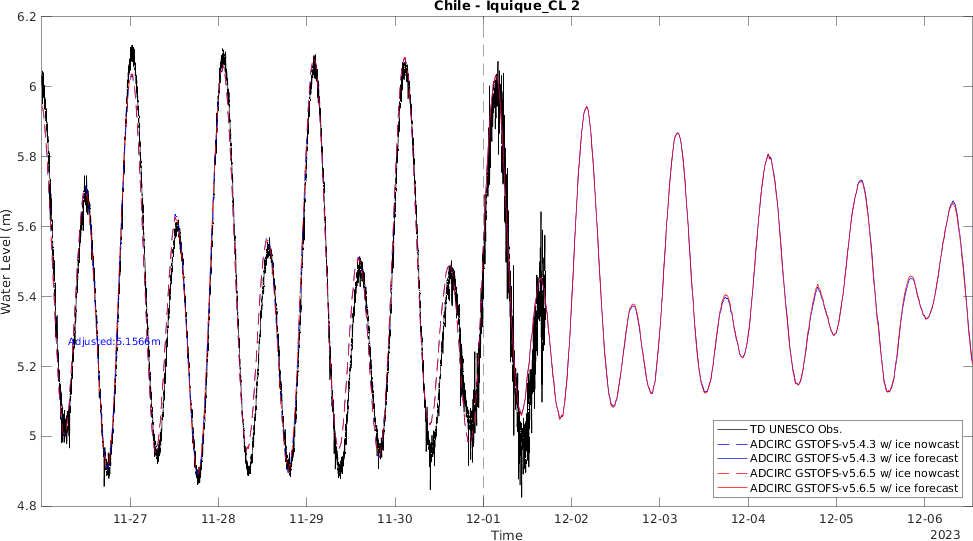 Chile - Iquique_CL 2
6.2
6
5.8
5.6
5.4
5.2
5
4.8
Water Level (m)
Adjusted:5.1566m
TD UNESCO Obs.
ADCIRC GSTOFS-v5.4.3 w/ ice nowcast
ADCIRC GSTOFS-v5.4.3 w/ ice forecast
ADCIRC GSTOFS-v5.6.5 w/ ice nowcast
ADCIRC GSTOFS-v5.6.5 w/ ice forecast
11-27 11-28 11-29 11-30 12-01 12-02 12-03 12-04 12-05 12-06
Time
2023